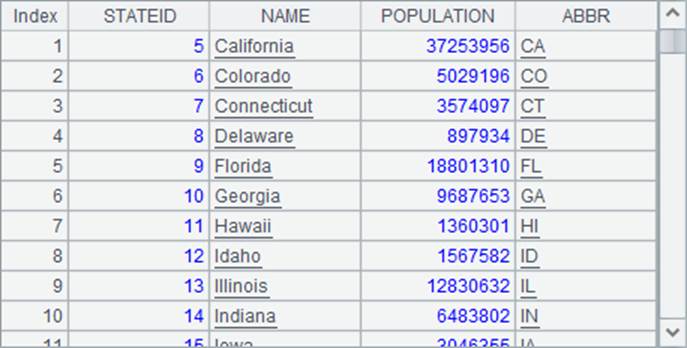 Index STATEID NAME POPULATION ABBR
1 5 California 37253956 CA
2 6 Colorado 5029196 CO
3 7 Connecticut 3574097 CT
4 8 Delaware 897934 DE
5 9 Florida 18801310 FL
6 10 Georgia 9687653 GA
7 11 Hawaii 1360301 HI
8 12 Idaho 1567582 ID
9 13 Illinois 12830632 IL
10 14 Indiana 6483802 IN
11 15 Iowa 3046355 IA